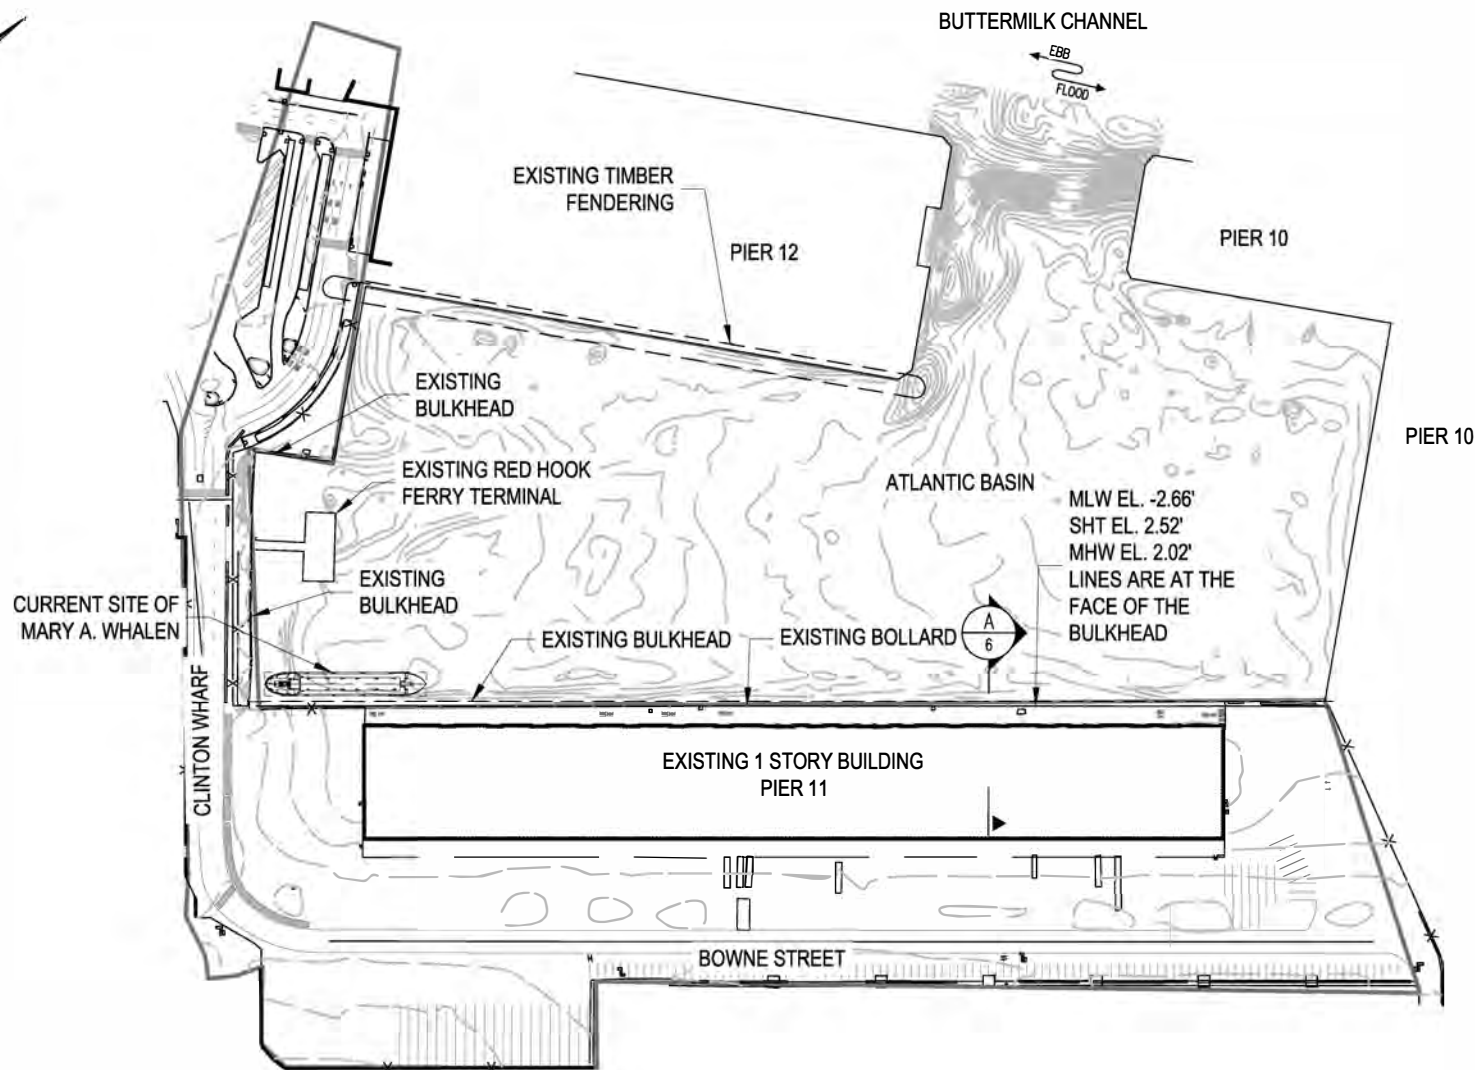 BUTTERMILK CHANNEL
EBB
FLOOD
EXISTING TIMBER
FENDERING
PIER 12
PIER 10
EXISTING
BULKHEAD
PIER 10
EXISTING RED HOOK
FERRY TERMINAL
ATLANTIC BASIN
MLW EL. -2.66'
SHT EL. 2.52'
MHW EL. 2.02'
LINES ARE AT THE
FACE OF THE
BULKHEAD
EXISTING
BULKHEAD
CURRENT SITE OF
MARY A. WHALEN
EXISTING BULKHEAD
EXISTING BOLLARD
A
6
CLINTON WHARF
EXISTING 1 STORY BUILDING
PIER 11
BOWNE STREET